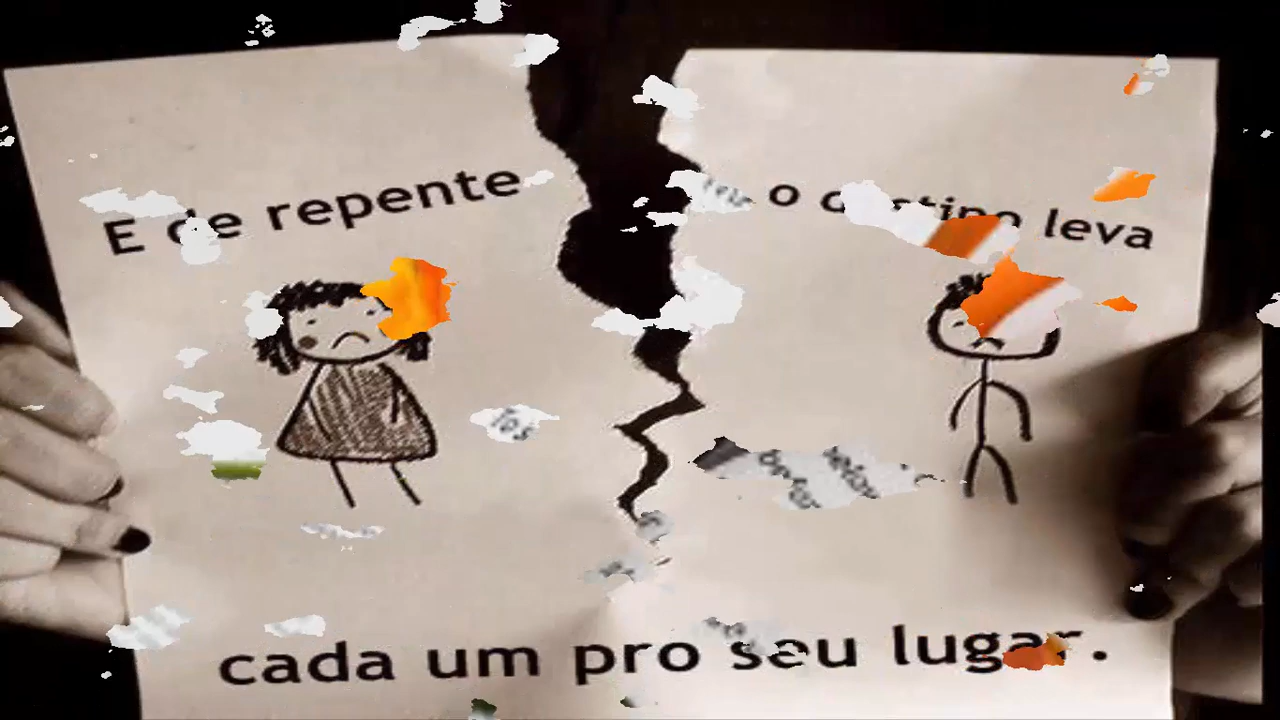 E de repente o destino leva
cada um pro seu lugar.